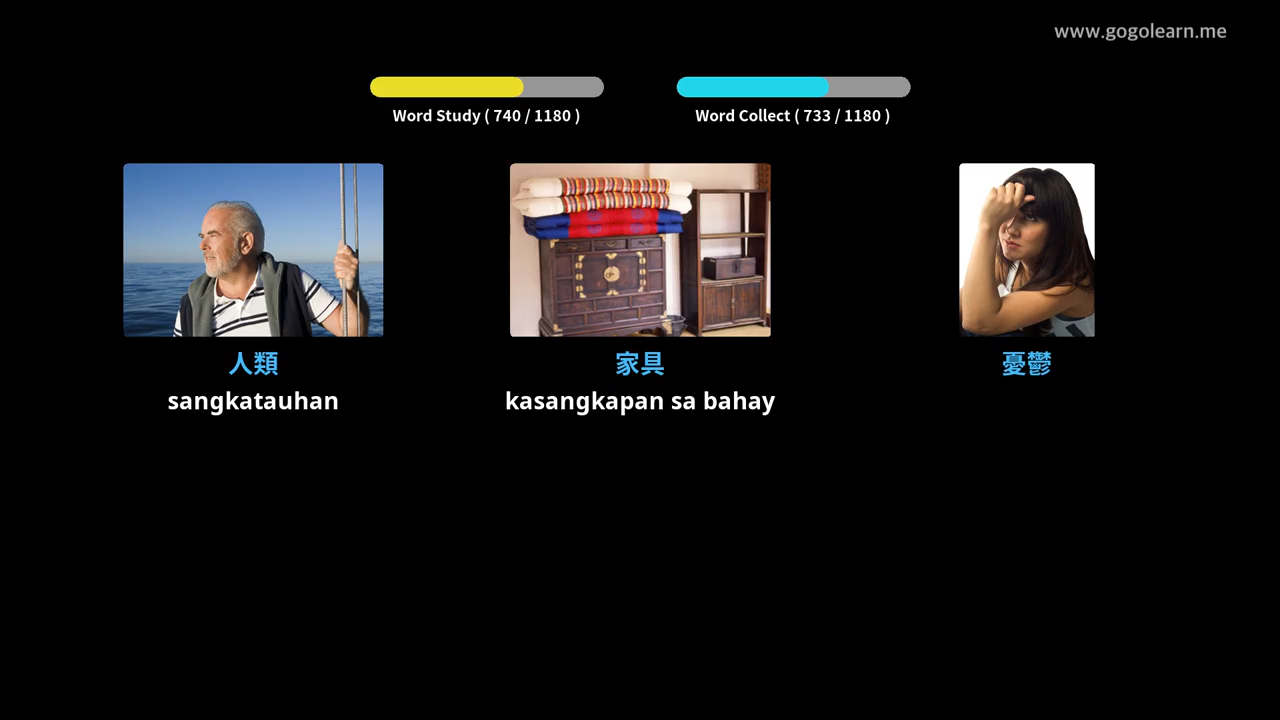 www.gogolearn.me
Word Study ( 740 / 1180 )
Word Collect ( 733 / 1180 )
人類
家具
憂鬱
sangkatauhan
kasangkapan sa bahay